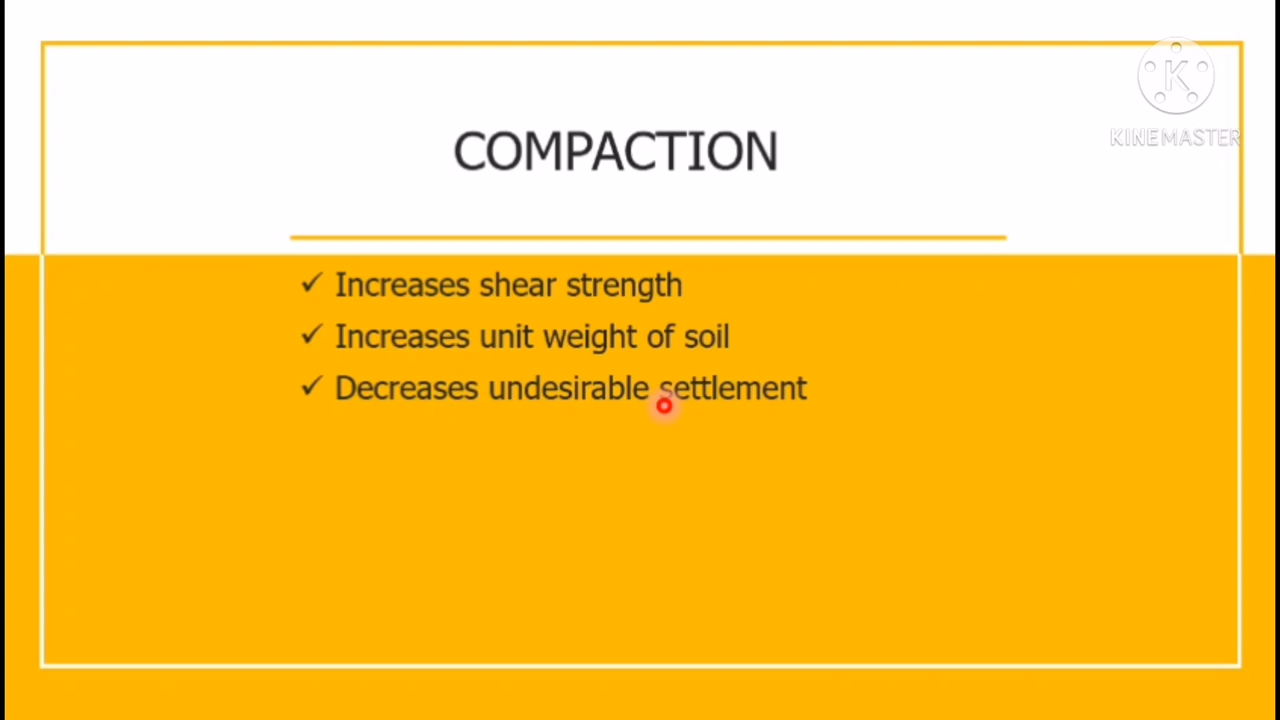 K
KINEMASTER
COMPACTION
✓ Increases shear strength
✓ Increases unit weight of soil
✓ Decreases undesirable settlement